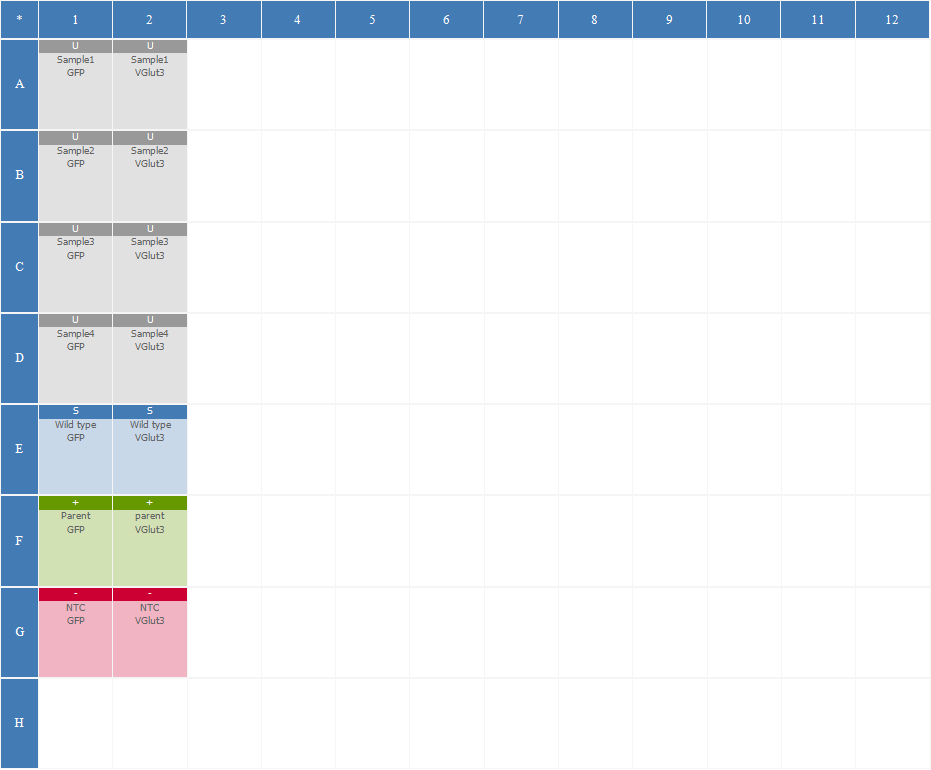 * 1 2 3 4 5 6 7 8 9 10 11 12
A
U U
Sample1 Sample1
GFP VGlut3
B
U U
Sample2 Sample2
GFP VGlut3
C
U U
Sample3 Sample3
GFP VGlut3
D
U U
Sample4 Sample4
GFP VGlut3
E
S S
Wild type Wild type
GFP VGlut3
F
+ +
Parent parent
GFP VGlut3
G
- -
NTC NTC
GFP VGlut3
H